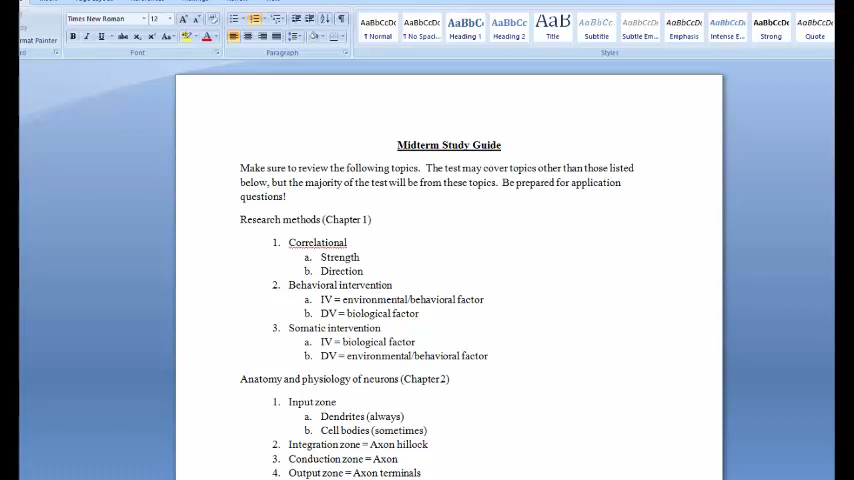 Times New Roman
12
Format Painter
Font
Paragraph
Styles
AaBbCcDc
¶ Normal
AaBbCcDc
¶ No Spaci...
AaBbC
Heading 1
AaBbCc
Heading 2
AaB
Title
AaBbCc.
Subtitle
AaBbCcDc
Subtle Em...
AaBbCcDc
Emphasis
AaBbCcDc
Intense E...
AaBbCcDc
Strong
AaBbCcDc
Quote
Midterm Study Guide
Make sure to review the following topics. The test may cover topics other than those listed
below, but the majority of the test will be from these topics. Be prepared for application
questions!
Research methods (Chapter 1)
1. Correlational
a. Strength
b. Direction
2. Behavioral intervention
a. IV = environmental/behavioral factor
b. DV = biological factor
3. Somatic intervention
a. IV = biological factor
b. DV = environmental/behavioral factor
Anatomy and physiology of neurons (Chapter 2)
1. Input zone
a. Dendrites (always)
b. Cell bodies (sometimes)
2. Integration zone = Axon hillock
3. Conduction zone = Axon
4. Output zone = Axon terminals